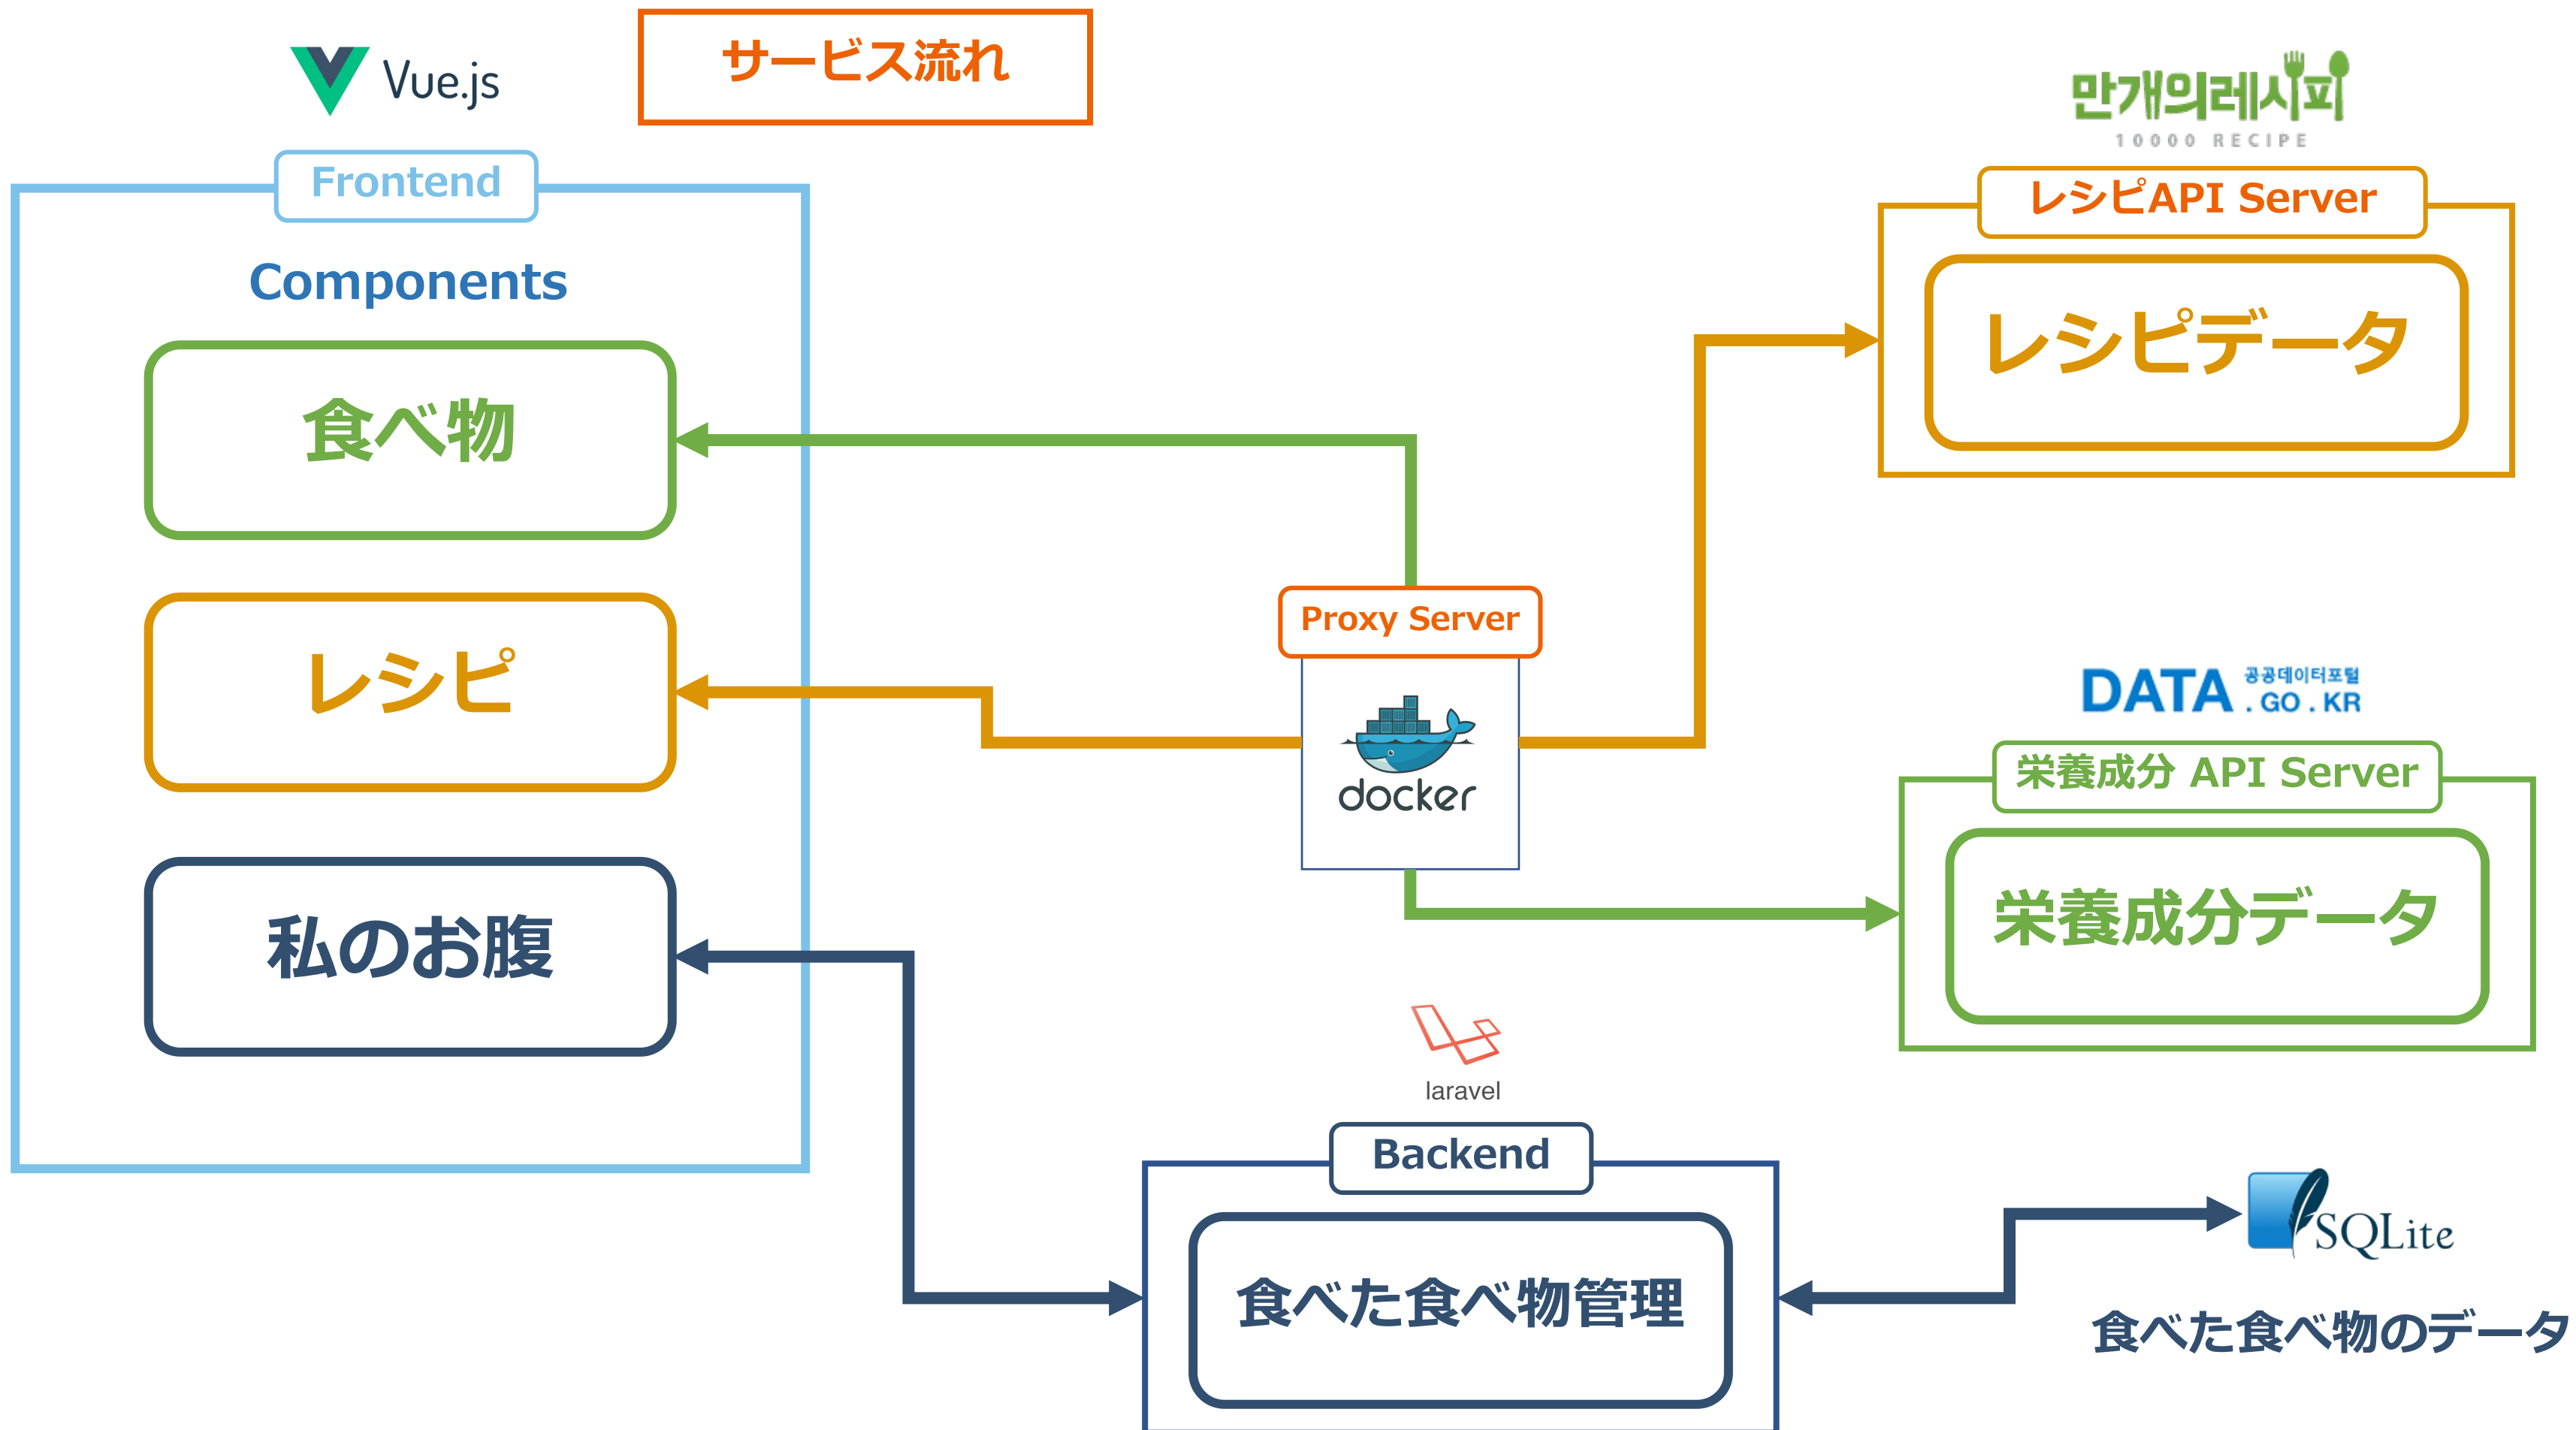 サービス流れ
Vue.js
Frontend
Components
食べ物
レシピ
私のお腹
Proxy Server
docker
laravel
Backend
食べた食べ物管理
만개의레시피
10000 RECIPE
レシピAPI Server
レシピデータ
DATA 공공데이터포털
.GO.KR
栄養成分 API Server
栄養成分データ
SQLite
食べた食べ物のデータ